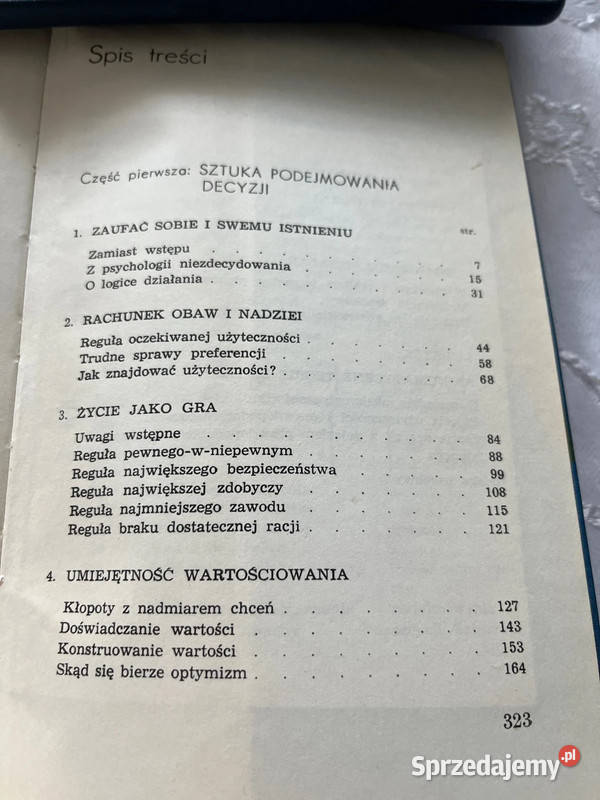 Spis treści
Część pierwsza: SZTUKA PODEJMOWANIA
DECYZJI
1. ZAUFAĆ SOBIE I SWEMU ISTNIENIU str.
Zamiast wstępu . . . . . . . . 7
Z psychologii niezdecydowania . . . . . 15
O logice działania . . . . . . . . 31
2. RACHUNEK OBAW I NADZIEI
Reguła oczekiwanej użyteczności . . . . . 44
Trudne sprawy preferencji . . . . . . 58
Jak znajdować użyteczności? . . . . . . 68
3. ŻYCIE JAKO GRA
Uwagi wstępne . . . . . . . . 84
Reguła pewnego-w-niepewnym . . . . . 88
Reguła największego bezpieczeństwa . . . . 99
Reguła największej zdobyczy . . . . . 108
Reguła najmniejszego zawodu . . . . . 115
Reguła braku dostatecznej racji . . . . . 121
4. UMIEJĘTNOŚĆ WARTOŚCIOWANIA
Kłopoty z nadmiarem chceń . . . . . . 127
Doświadczanie wartości . . . . . . . 143
Konstruowanie wartości . . . . . . . 153
Skąd się bierze optymizm . . . . . . . 164
323
Sprzedajemy.pl